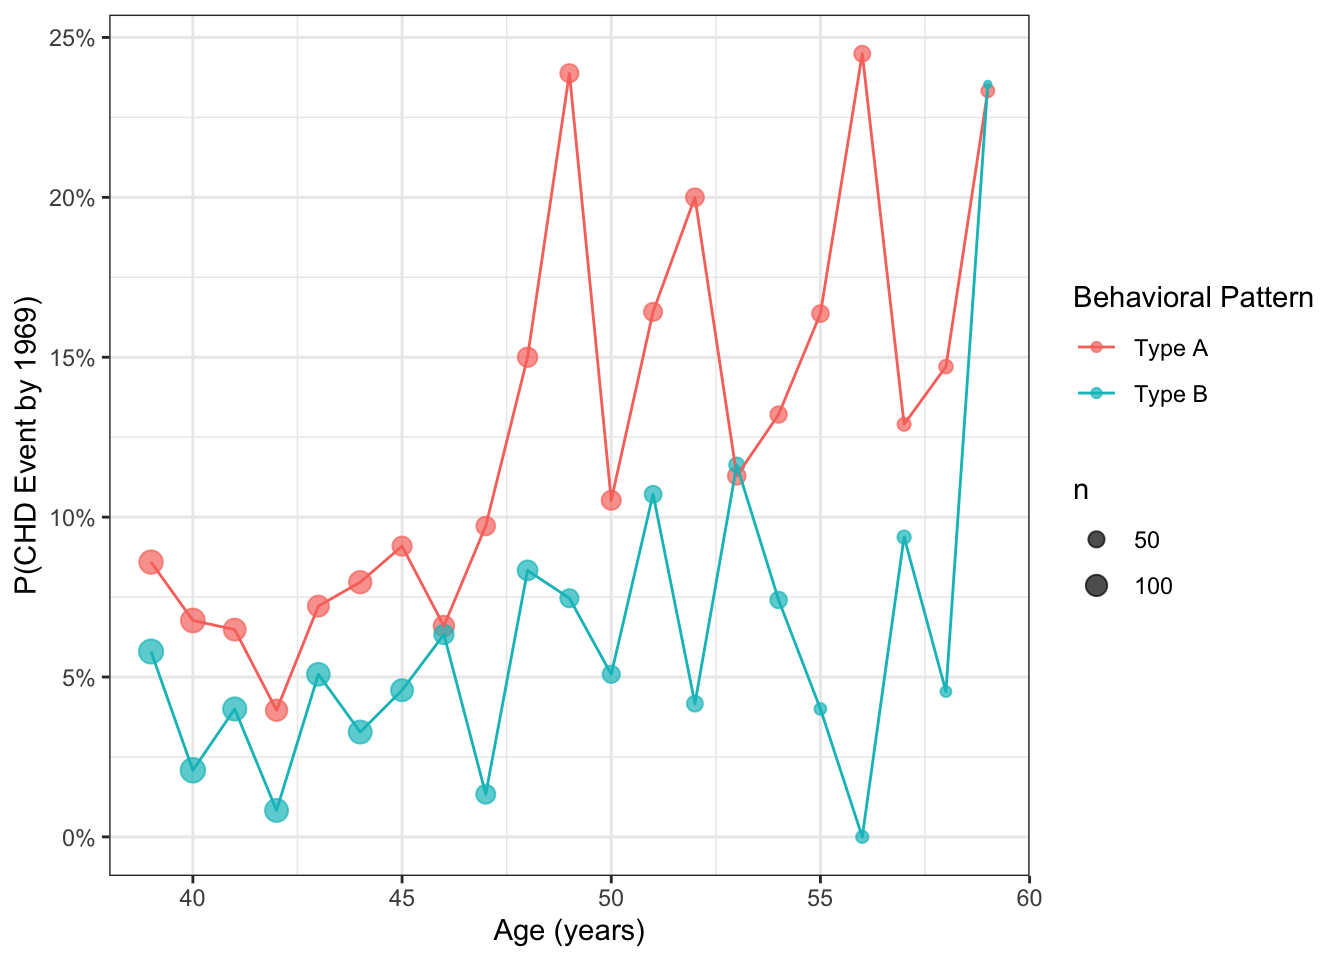 25%
20%
15%
10%
5%
0%
P(CHD Event by 1969)
40 45 50 55 60
Age (years)
Behavioral Pattern
Type A
Type B
n
50
100